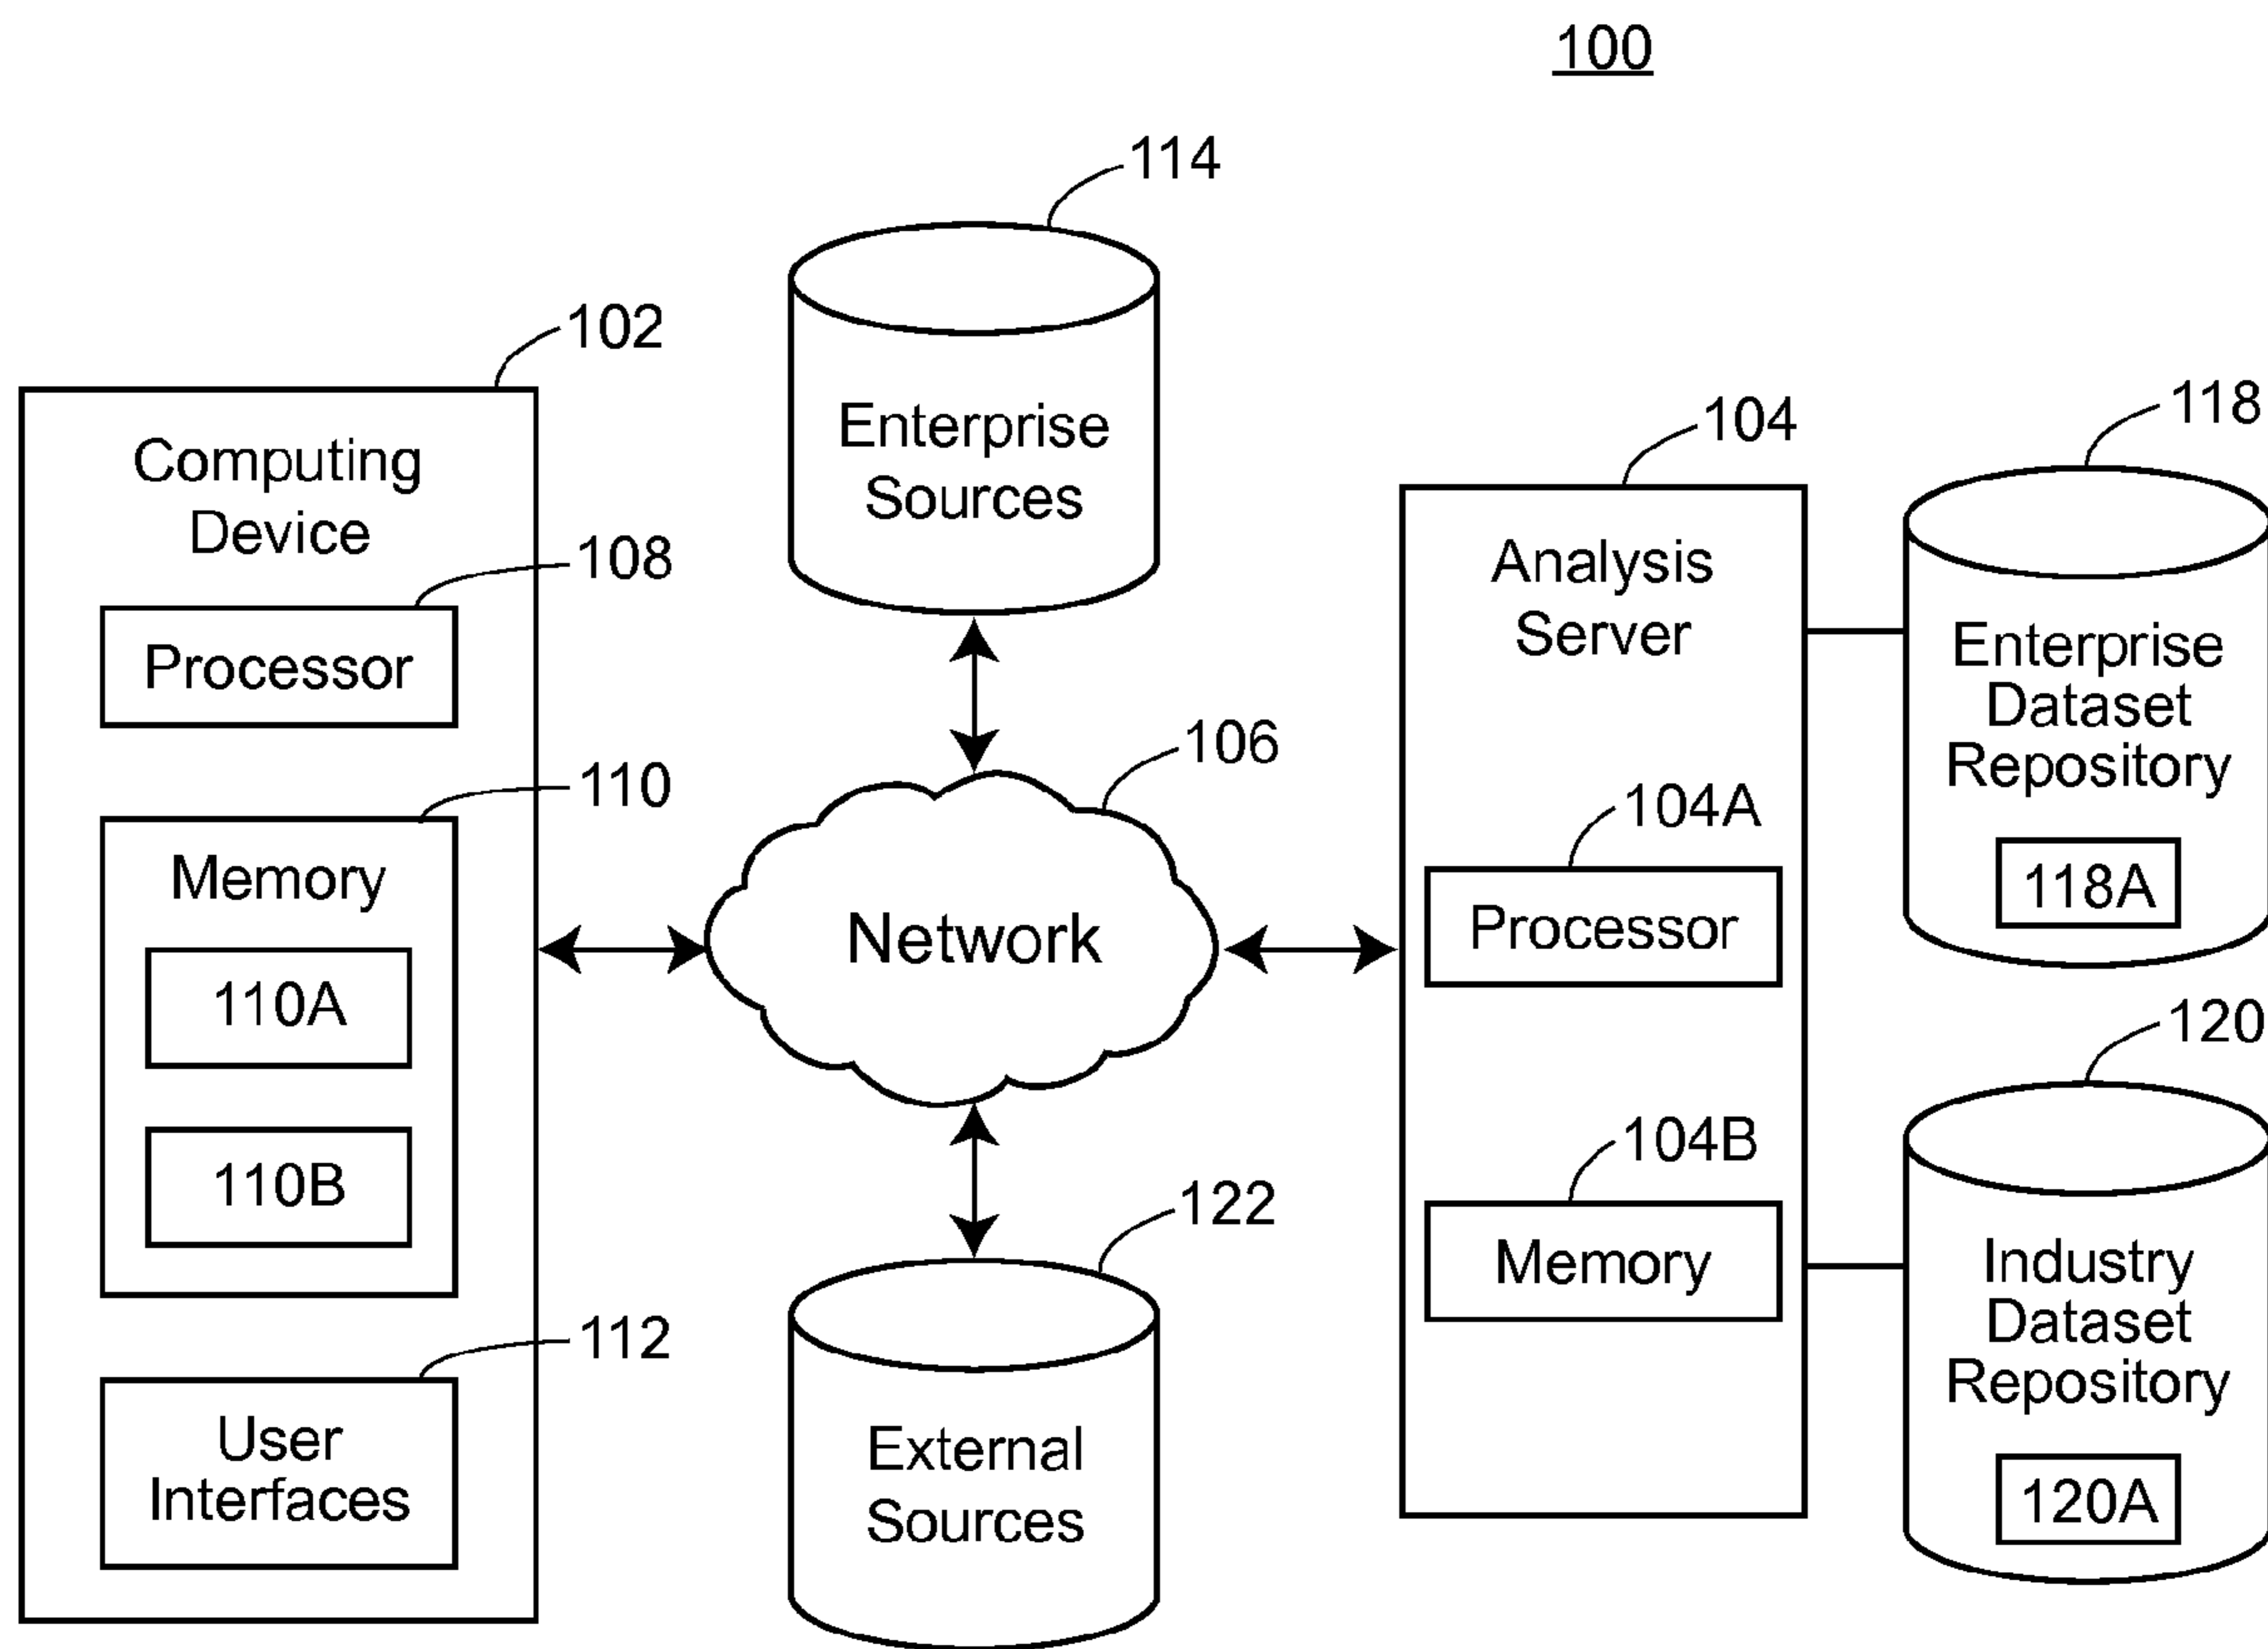 100
102
Computing
Device
108
Processor
110
Memory
110A
110B
112
User
Interfaces
114
Enterprise
Sources
106
Network
122
External
Sources
104
Analysis
Server
104A
Processor
104B
Memory
118
Enterprise
Dataset
Repository
118A
120
Industry
Dataset
Repository
120A